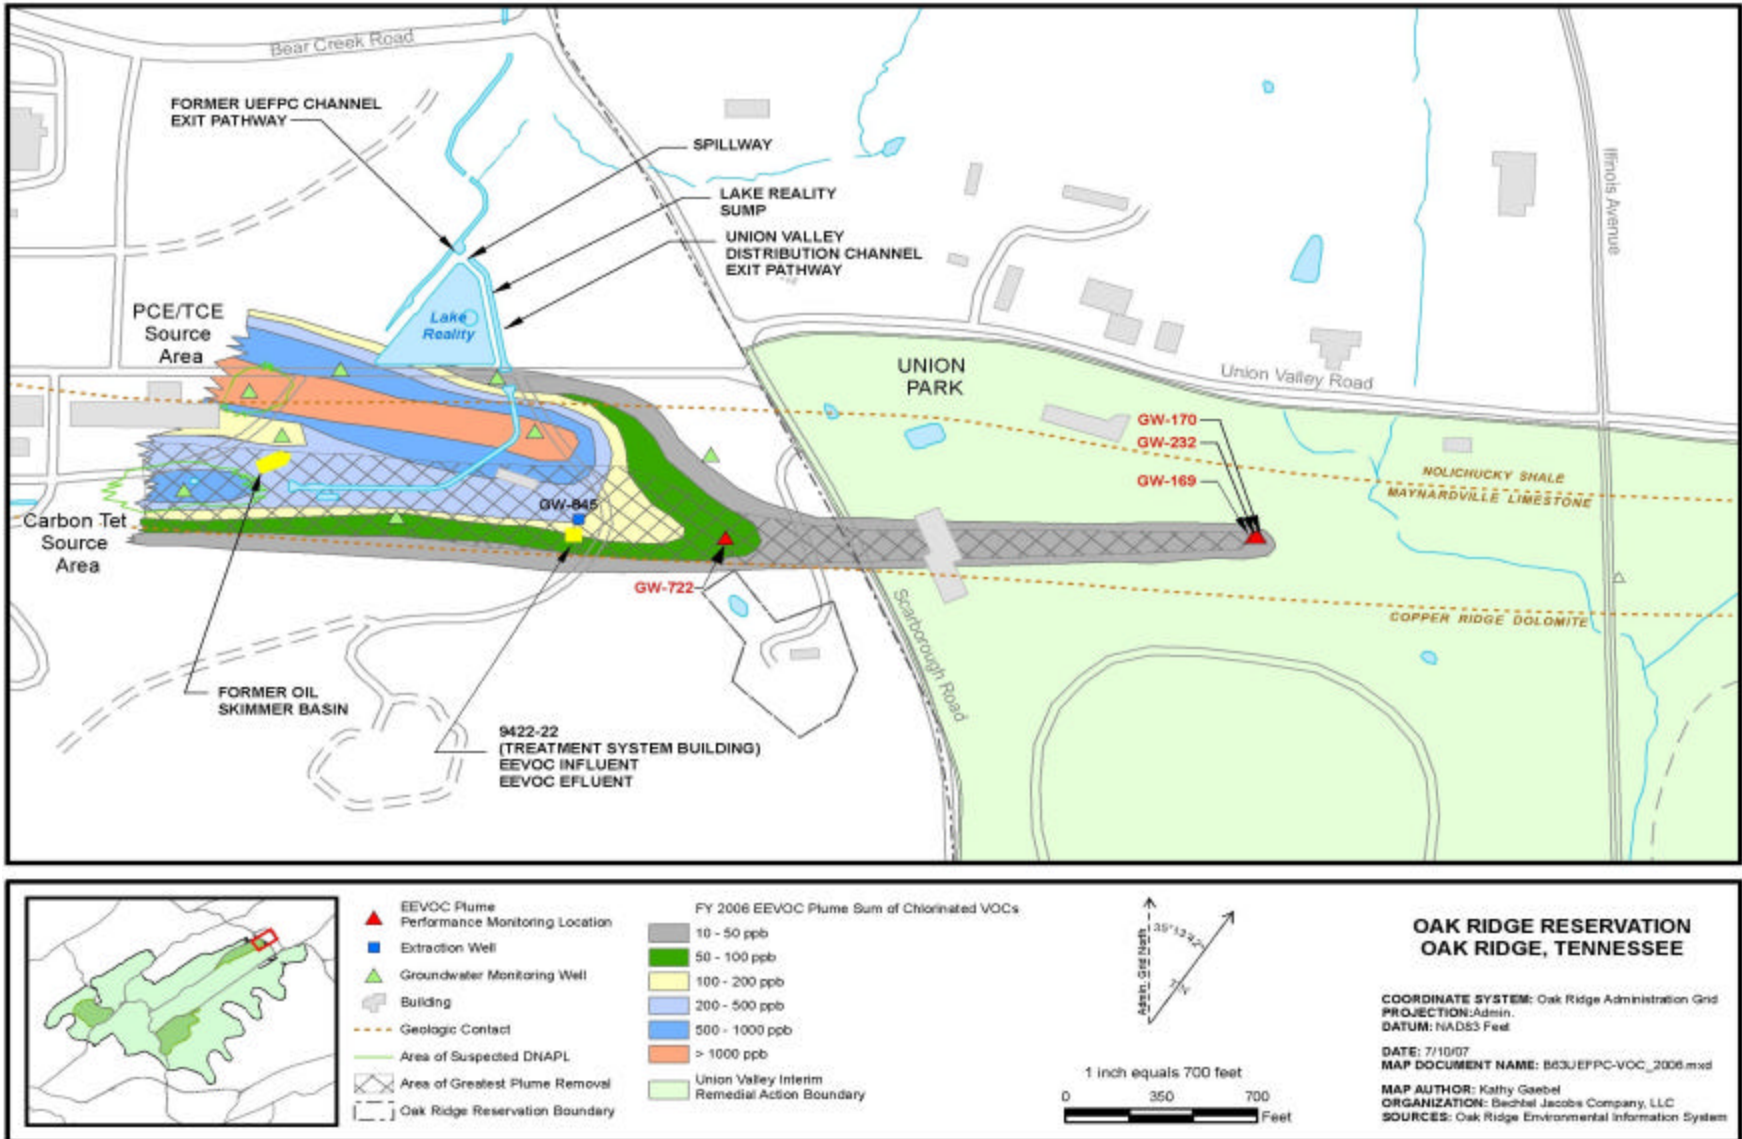 Bear Creek Road
FORMER UEFPC CHANNEL
EXIT PATHWAY
SPILLWAY
LAKE REALITY
SUMP
UNION VALLEY
DISTRIBUTION CHANNEL
EXIT PATHWAY
Illinois Avenue
PCE/TCE
Source
Area
Lake
Reality
UNION
PARK
Union Valley Road
GW-170
GW-232
GW-169
NOLICHUCKY SHALE
MAYNARDVILLE LIMESTONE
GW-845
Carbon Tet
Source
Area
GW-722
Scarborough Road
COPPER RIDGE DOLOMITE
FORMER OIL
SKIMMER BASIN
9422-22
(TREATMENT SYSTEM BUILDING)
EEVOC INFLUENT
EEVOC EFLUENT
EEVOC Plume
Performance Monitoring Location
Extraction Well
Groundwater Monitoring Well
Building
Geologic Contact
Area of Suspected DNAPL
Area of Greatest Plume Removal
Oak Ridge Reservation Boundary
FY 2006 EEVOC Plume Sum of Chlorinated VOCs
10 - 50 ppb
50 - 100 ppb
100 - 200 ppb
200 - 500 ppb
500 - 1000 ppb
> 1000 ppb
Union Valley Interim
Remedial Action Boundary
Admin. Grid North
35°13'42"
1 inch equals 700 feet
0 350 700
Feet
OAK RIDGE RESERVATION
OAK RIDGE, TENNESSEE
COORDINATE SYSTEM: Oak Ridge Administration Grid
PROJECTION:Admin.
DATUM: NAD83 Feet
DATE: 7/10/07
MAP DOCUMENT NAME: B63UEFPC-VOC_2006.mxd
MAP AUTHOR: Kathy Gaebel
ORGANIZATION: Bechtel Jacobs Company, LLC
SOURCES: Oak Ridge Environmental Information System